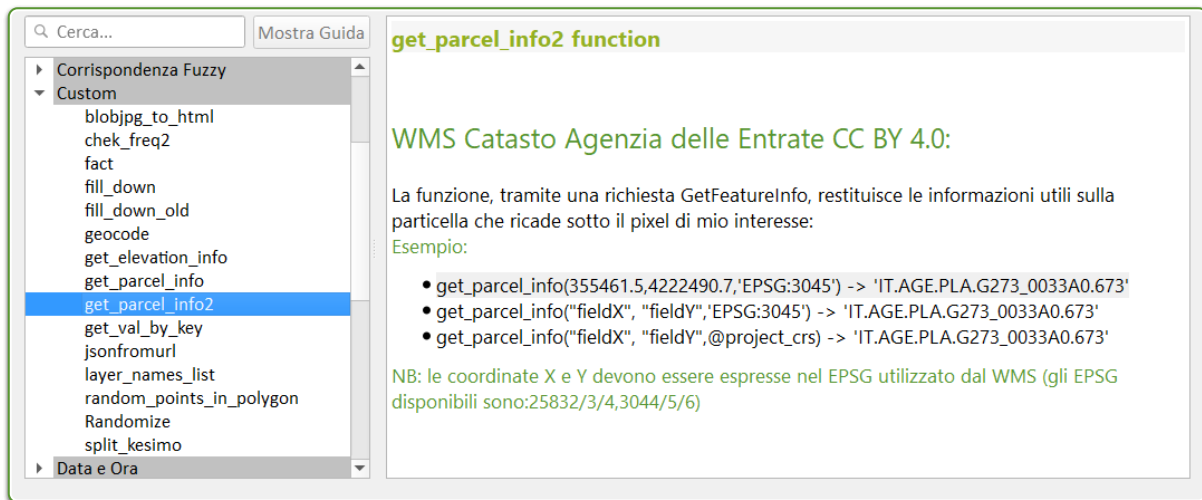 Cerca...
Mostra Guida
Corrispondenza Fuzzy
Custom
blobjpg_to_html
chek_freq2
fact
fill_down
fill_down_old
geocode
get_elevation_info
get_parcel_info
get_parcel_info2
get_val_by_key
jsonfromurl
layer_names_list
random_points_in_polygon
Randomize
split_kesimo
Data e Ora
get_parcel_info2 function
WMS Catasto Agenzia delle Entrate CC BY 4.0:
La funzione, tramite una richiesta GetFeatureInfo, restituisce le informazioni utili sulla
particella che ricade sotto il pixel di mio interesse:
Esempio:
• get_parcel_info(355461.5,4222490.7,'EPSG:3045') -> 'IT.AGE.PLA.G273_0033A0.673'
• get_parcel_info("fieldX", "fieldY",'EPSG:3045') -> 'IT.AGE.PLA.G273_0033A0.673'
• get_parcel_info("fieldX", "fieldY",@project_crs) -> 'IT.AGE.PLA.G273_0033A0.673'
NB: le coordinate X e Y devono essere espresse nel EPSG utilizzato dal WMS (gli EPSG
disponibili sono:25832/3/4,3044/5/6)